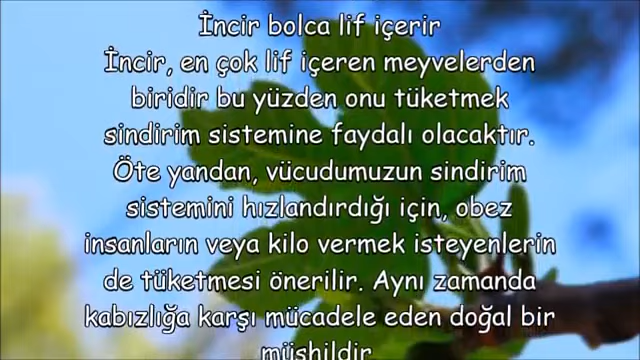 İncir bolca lif içerir
İncir, en çok lif içeren meyvelerden
biridir bu yüzden onu tüketmek
sindirim sistemine faydalı olacaktır.
Öte yandan, vücudumuzun sindirim
sistemini hızlandırdığı için, obez
insanların veya kilo vermek isteyenlerin
de tüketmesi önerilir. Aynı zamanda
kabızlığa karşı mücadele eden doğal bir
müshildir